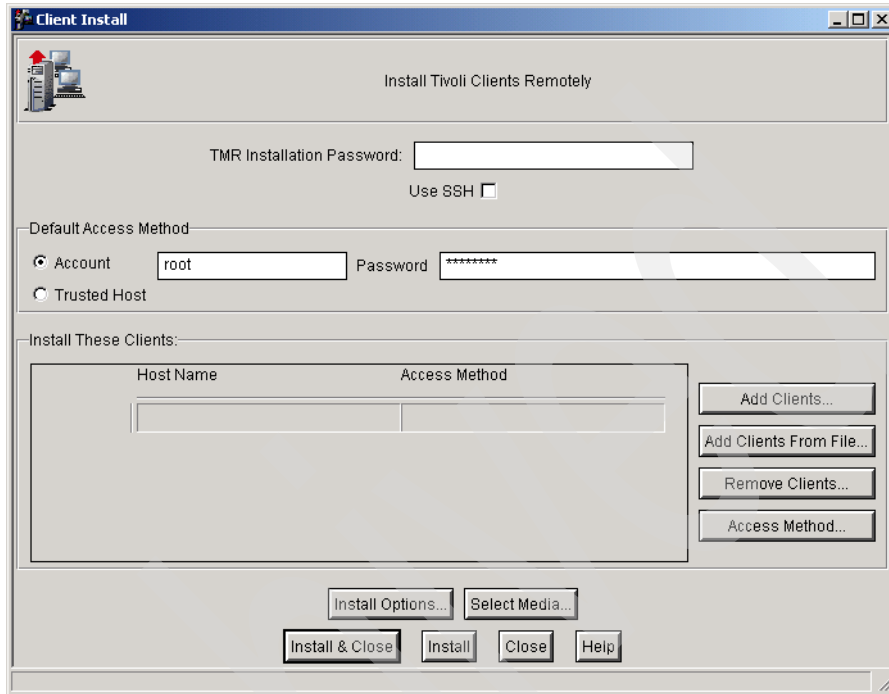 Client Install
Install Tivoli Clients Remotely
TMR Installation Password:
Use SSH
Default Access Method
Account root Password ********
Trusted Host
Install These Clients:
Host Name Access Method
Add Clients...
Add Clients From File...
Remove Clients...
Access Method...
Install Options... Select Media...
Install & Close Install Close Help